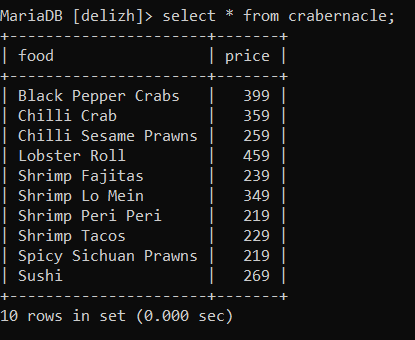 MariaDB [delizh]> select * from crabernacle;
+----------------------+-------+
| food                 | price |
+----------------------+-------+
| Black Pepper Crabs   |   399 |
| Chilli Crab          |   359 |
| Chilli Sesame Prawns |   259 |
| Lobster Roll         |   459 |
| Shrimp Fajitas       |   239 |
| Shrimp Lo Mein       |   349 |
| Shrimp Peri Peri     |   219 |
| Shrimp Tacos         |   229 |
| Spicy Sichuan Prawns |   219 |
| Sushi                |   269 |
+----------------------+-------+
10 rows in set (0.000 sec)